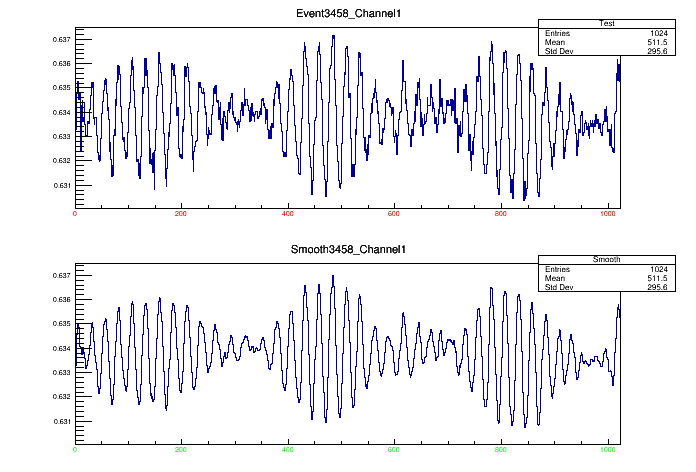 Event3458_Channel1
Test
Entries 1024
Mean 511.5
Std Dev 295.6
0.637
0.636
0.635
0.634
0.633
0.632
0.631
0 200 400 600 800 1000
Smooth3458_Channel1
Smooth
Entries 1024
Mean 511.5
Std Dev 295.6
0.637
0.636
0.635
0.634
0.633
0.632
0.631
0 200 400 600 800 1000